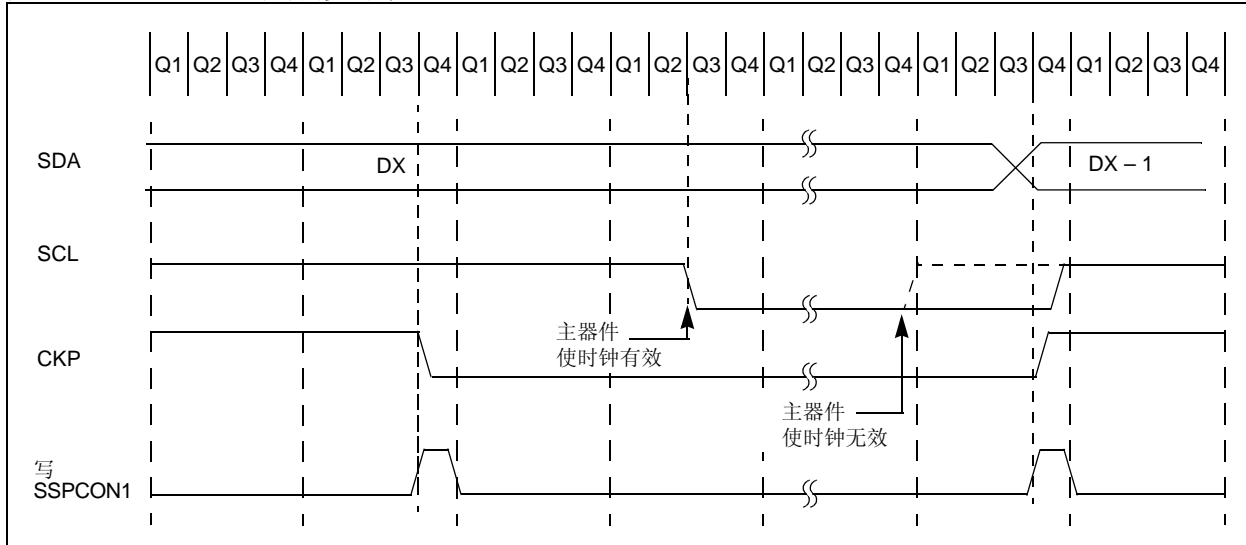 Q1 Q2 Q3 Q4 Q1 Q2 Q3 Q4 Q1 Q2 Q3 Q4 Q1 Q2 Q3 Q4 Q1 Q2 Q3 Q4 Q1 Q2 Q3 Q4 Q1 Q2 Q3 Q4
SDA
DX
DX – 1
SCL
主器件
使时钟有效
CKP
主器件
使时钟无效
写
SSPCON1